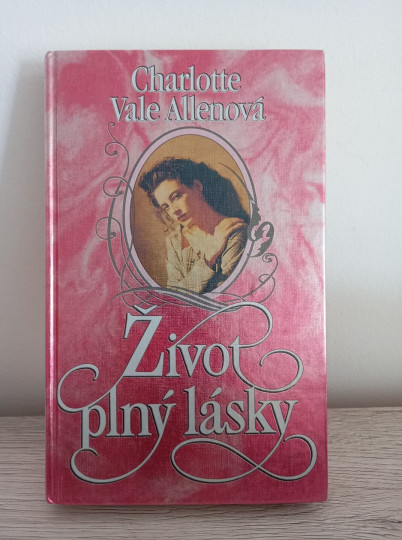 Charlotte
Vale Allenová
Život
plný lásky